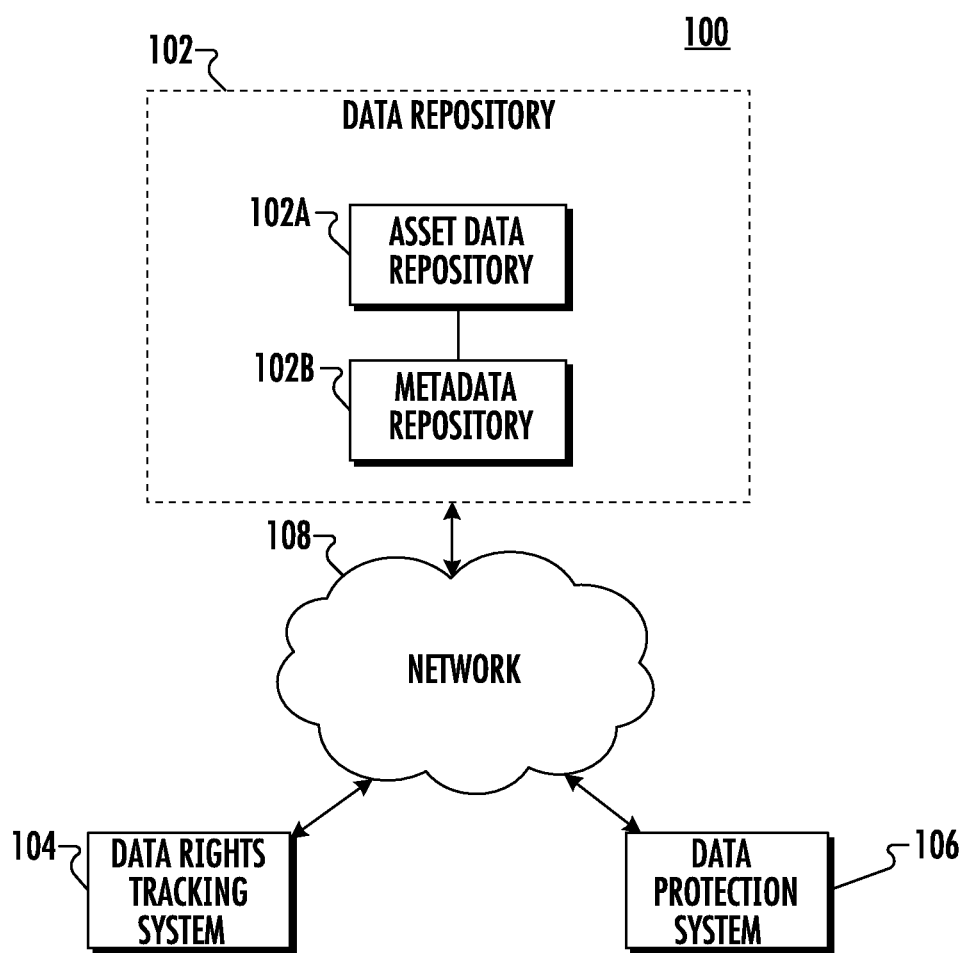 100
102
DATA REPOSITORY
102A
ASSET DATA
REPOSITORY
102B
METADATA
REPOSITORY
108
NETWORK
104
DATA RIGHTS
TRACKING
SYSTEM
DATA
PROTECTION
SYSTEM
106